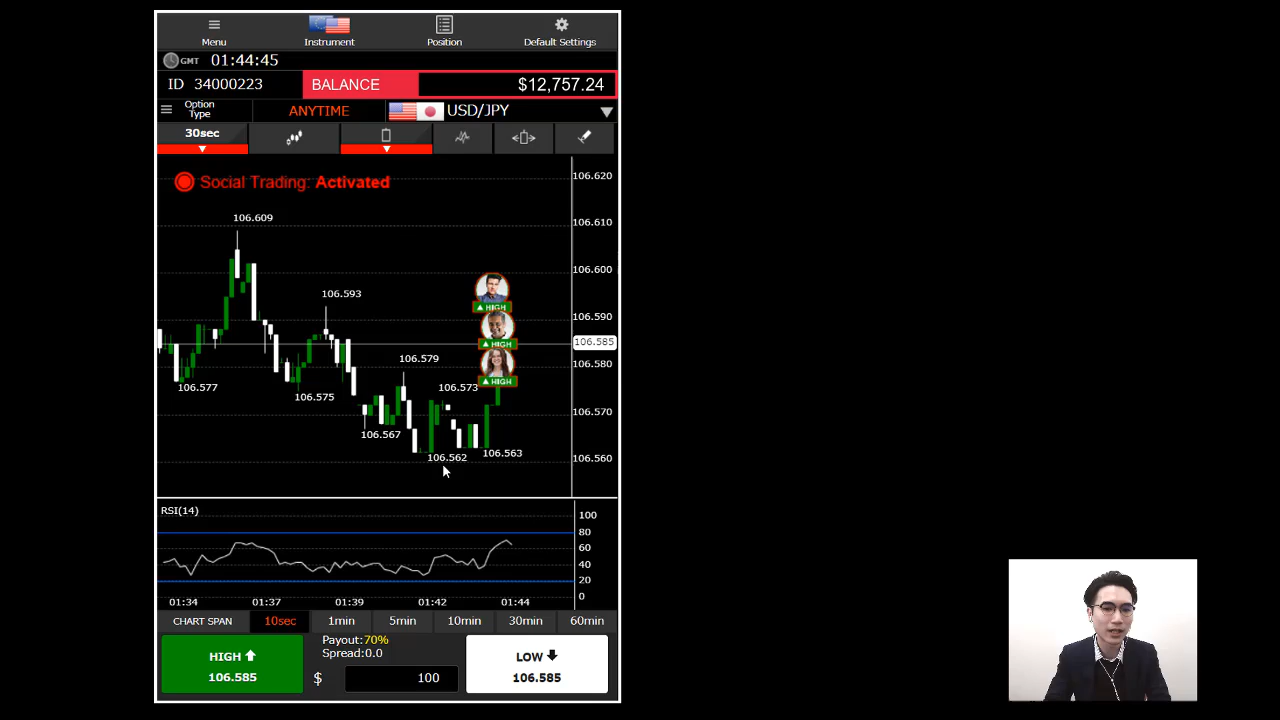 Menu
Instrument
Position
Default Settings
GMT 01:44:45
ID 34000223
BALANCE
$12,757.24
Option
Type
ANYTIME
USD/JPY
30sec
Social Trading: Activated
106.620
106.609
106.610
106.600
106.593
106.590
HIGH
HIGH
HIGH
106.585
106.580
106.579
106.577
106.575
106.573
106.570
106.567
106.562
106.563
106.560
RSI(14)
100
80
60
40
20
0
01:34
01:37
01:39
01:42
01:44
CHART SPAN
10sec
1min
5min
10min
30min
60min
HIGH
106.585
Payout:70%
Spread:0.0
$ 100
LOW
106.585